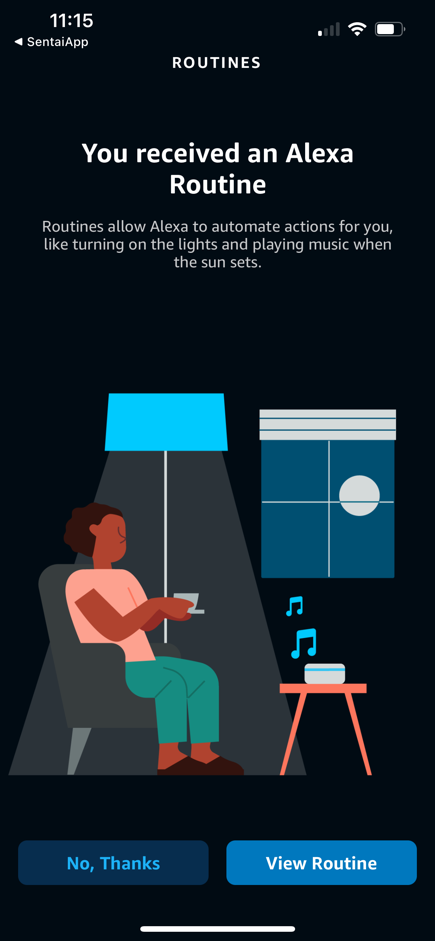 11:15
◀ SentaiApp
ROUTINES
You received an Alexa
Routine
Routines allow Alexa to automate actions for you,
like turning on the lights and playing music when
the sun sets.
No, Thanks
View Routine